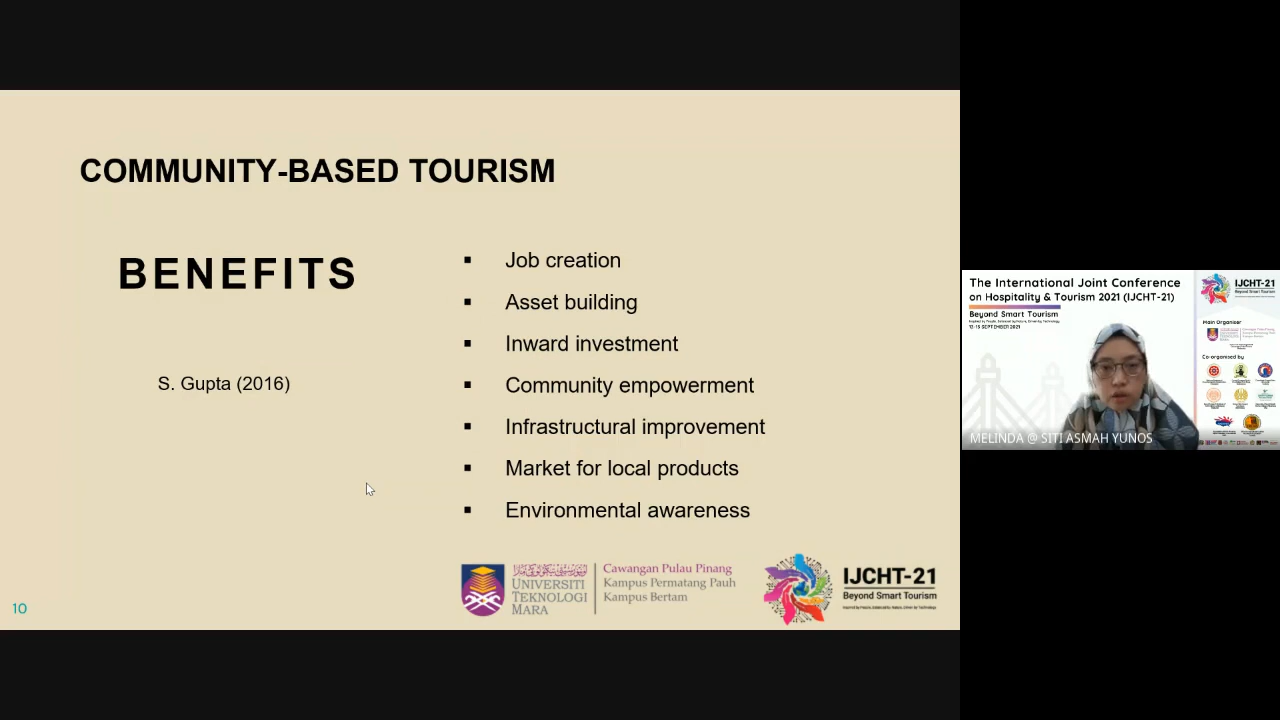 COMMUNITY-BASED TOURISM
BENEFITS
S. Gupta (2016)
▪ Job creation
▪ Asset building
▪ Inward investment
▪ Community empowerment
▪ Infrastructural improvement
▪ Market for local products
▪ Environmental awareness
UNIVERSITI
TEKNOLOGI
MARA
Cawangan Pulau Pinang
Kampus Permatang Pauh
Kampus Bertam
IJCHT-21
Beyond Smart Tourism
10
The International Joint Conference
on Hospitality & Tourism 2021 (IJCHT-21)
Beyond Smart Tourism
IJCHT-21
Beyond Smart Tourism
Main Organiser
Co-organised by
MELINDA @ SITI ASMAH YUNOS